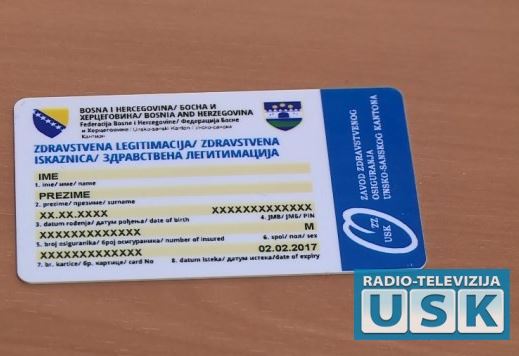 BOSNA I HERCEGOVINA/ БОСНА И
ХЕРЦЕГОВИНА/ BOSNIA AND HERZEGOVINA
Federacija Bosne i Hercegovine/ Федерација Босне
и Херцеговине | Unsko-sanski Kanton |
Кантон
ZDRAVSTVENA LEGITIMACIJA/ ZDRAVSTVENA
ISKAZNICA/ ЗДРАВСТВЕНА ЛЕГИТИМАЦИЈА
IME
1. ime/ име/ name
PREZIME
2. prezime/ презиме/ surname
XX.XX.XXXX XXXXXXXXXXXXX
3. datum rođenja/ датум рођења/ date of birth 4. JMB/ ЈМБ/ PIN
XXXXXXXXXXXXX M
5. broj osiguranika/ број осигураника/ number of insured 6. spol/ пол/ sex
XXXXXXXXXXXXX 02.02.2017
7. br. kartice/ бр. картице/ card No 8. datum isteka/ датум истека/date of expiry
ZAVOD ZDRAVSTVENOG
OSIGURANJA
UNSKO-SANSKOG KANTONA
ZZ
USK
RADIO-TELEVIZIJA
USK